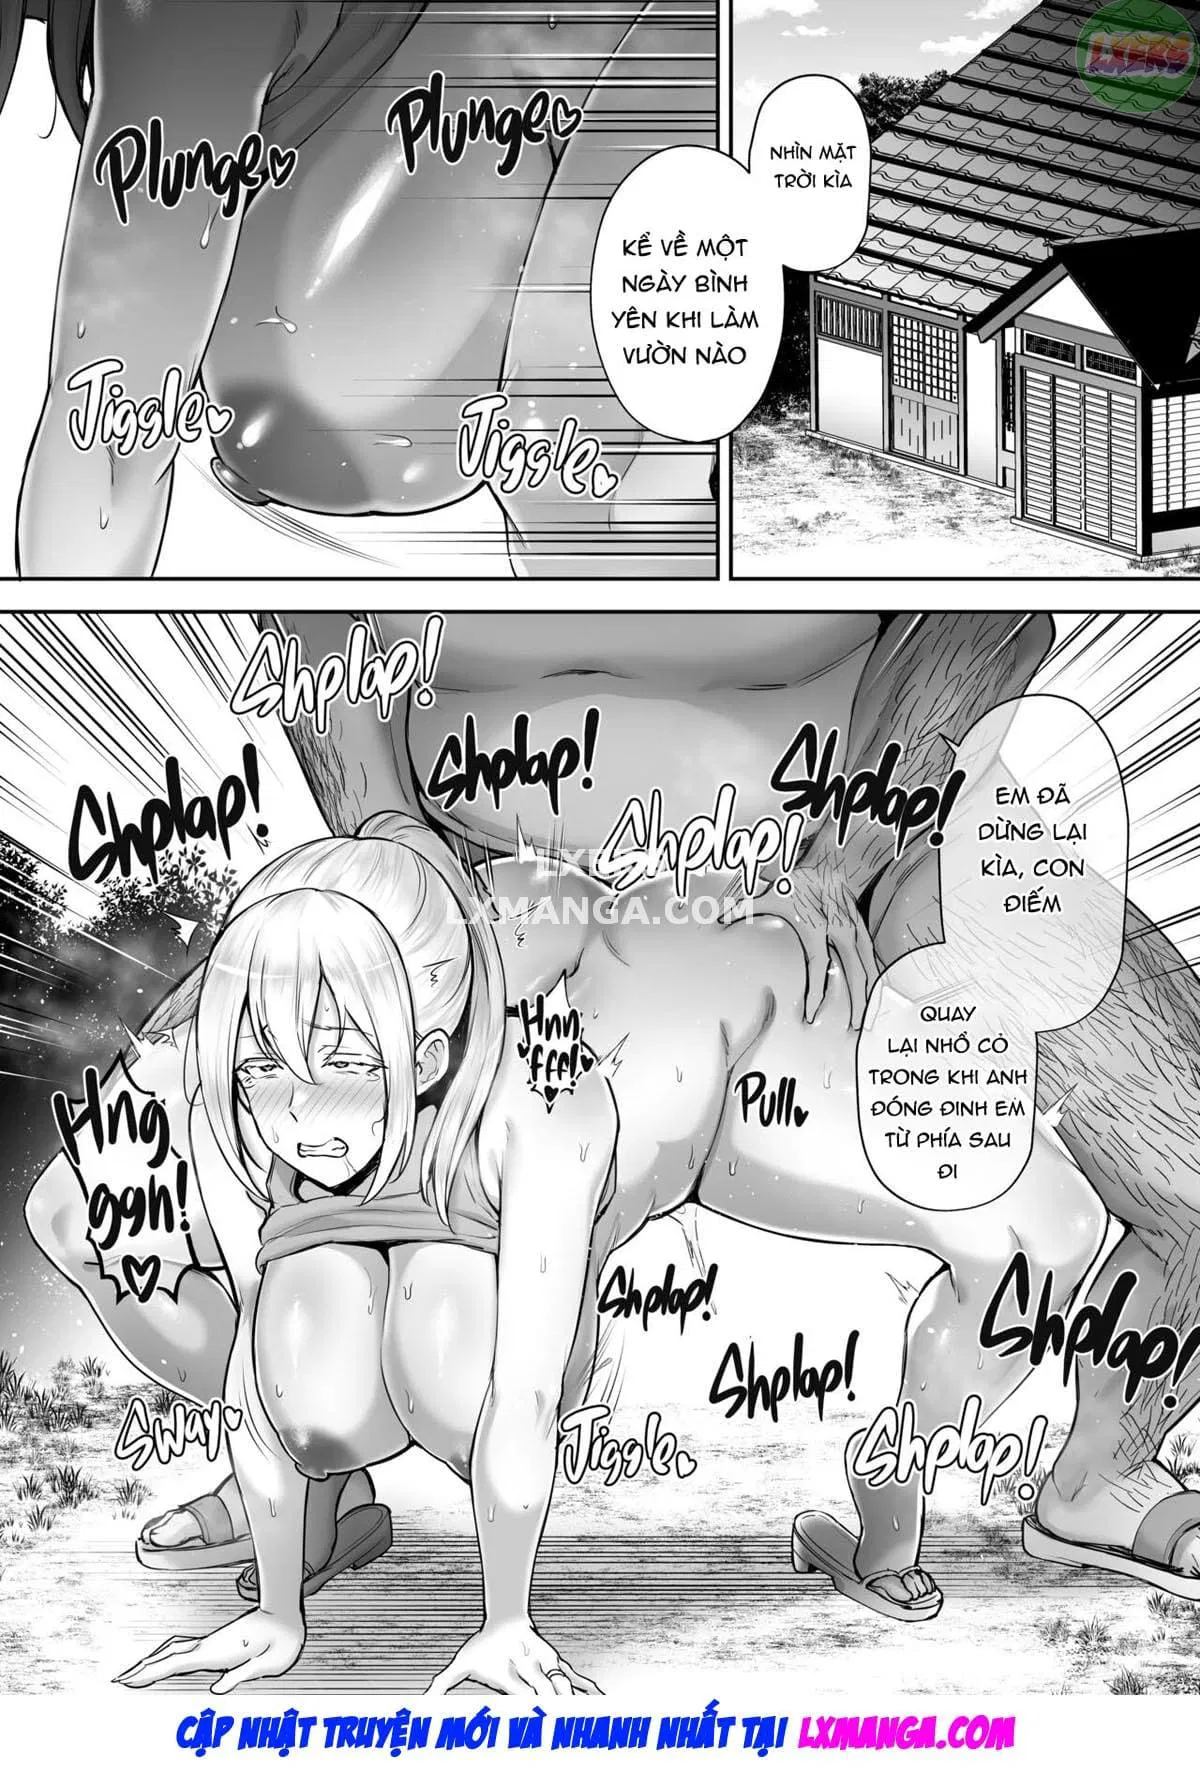 LXERS
NHÌN MẶT
TRỜI KÌA
KỂ VỀ MỘT
NGÀY BÌNH
YÊN KHI LÀM
VƯỜN NÀO
Plunge
Plunge
Jiggle
Jiggle
Shplap!
Shplap!
Shplap!
Shplap!
Shplap!
EM ĐÃ
DỪNG LẠI
KÌA, CON
ĐIẾM
LXERS
LXMANGA.COM
QUAY
LẠI NHỔ CỎ
TRONG KHI ANH
ĐÓNG ĐINH EM
TỪ PHÍA SAU
ĐI
Hnn
fff!
Pull
Hng
ggh!
Shplap!
Shplap!
Shplap!
Shplap!
Sway
Jiggle
CẬP NHẬT TRUYỆN MỚI VÀ NHANH NHẤT TẠI LXMANGA.COM